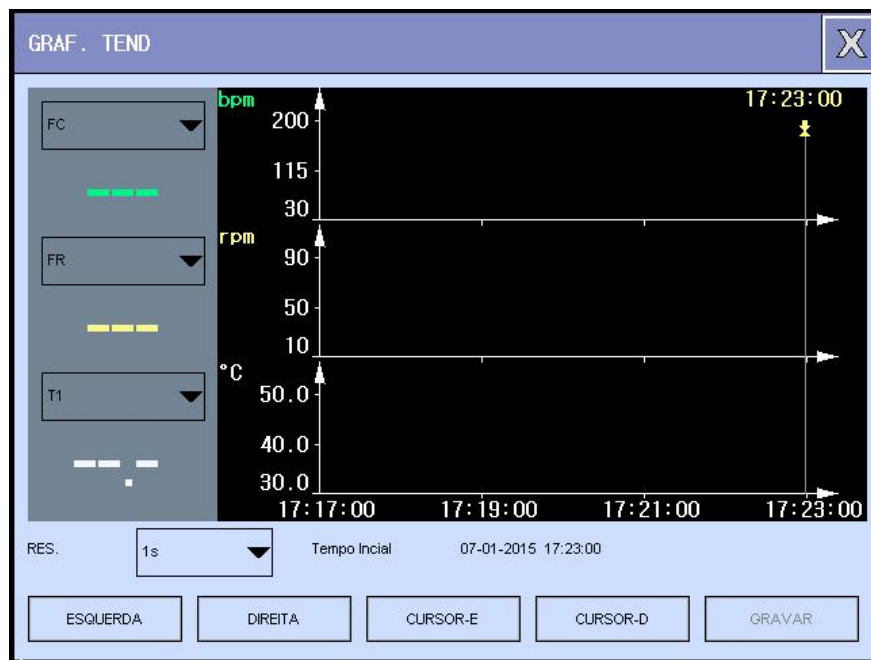 GRAF. TEND
X
bpm
17:23:00
FC
200
115
---
30
rpm
FR
90
50
---
10
°C
T1
50.0
40.0
--.-
30.0
17:17:00 17:19:00 17:21:00 17:23:00
RES. 1s Tempo Incial 07-01-2015 17:23:00
ESQUERDA DIREITA CURSOR-E CURSOR-D GRAVAR